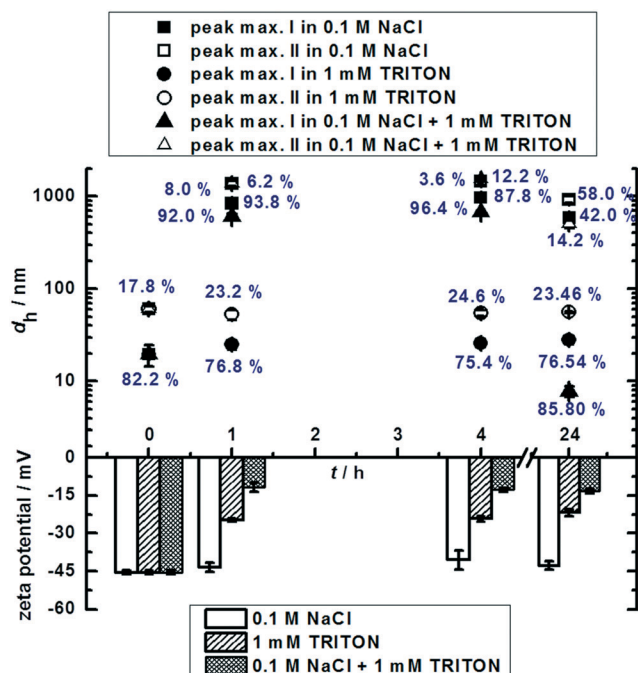 peak max. I in 0.1 M NaCl
peak max. II in 0.1 M NaCl
peak max. I in 1 mM TRITON
peak max. II in 1 mM TRITON
peak max. I in 0.1 M NaCl + 1 mM TRITON
peak max. II in 0.1 M NaCl + 1 mM TRITON
1000
100
10
dh / nm
8.0 %
6.2 %
92.0 %
93.8 %
3.6 %
12.2 %
96.4 %
87.8 %
58.0 %
42.0 %
14.2 %
17.8 %
23.2 %
24.6 %
23.46 %
82.2 %
76.8 %
75.4 %
76.54 %
85.80 %
0 1 2 3 4 24
t / h
0
-15
-30
-45
-60
zeta potential / mV
0.1 M NaCl
1 mM TRITON
0.1 M NaCl + 1 mM TRITON